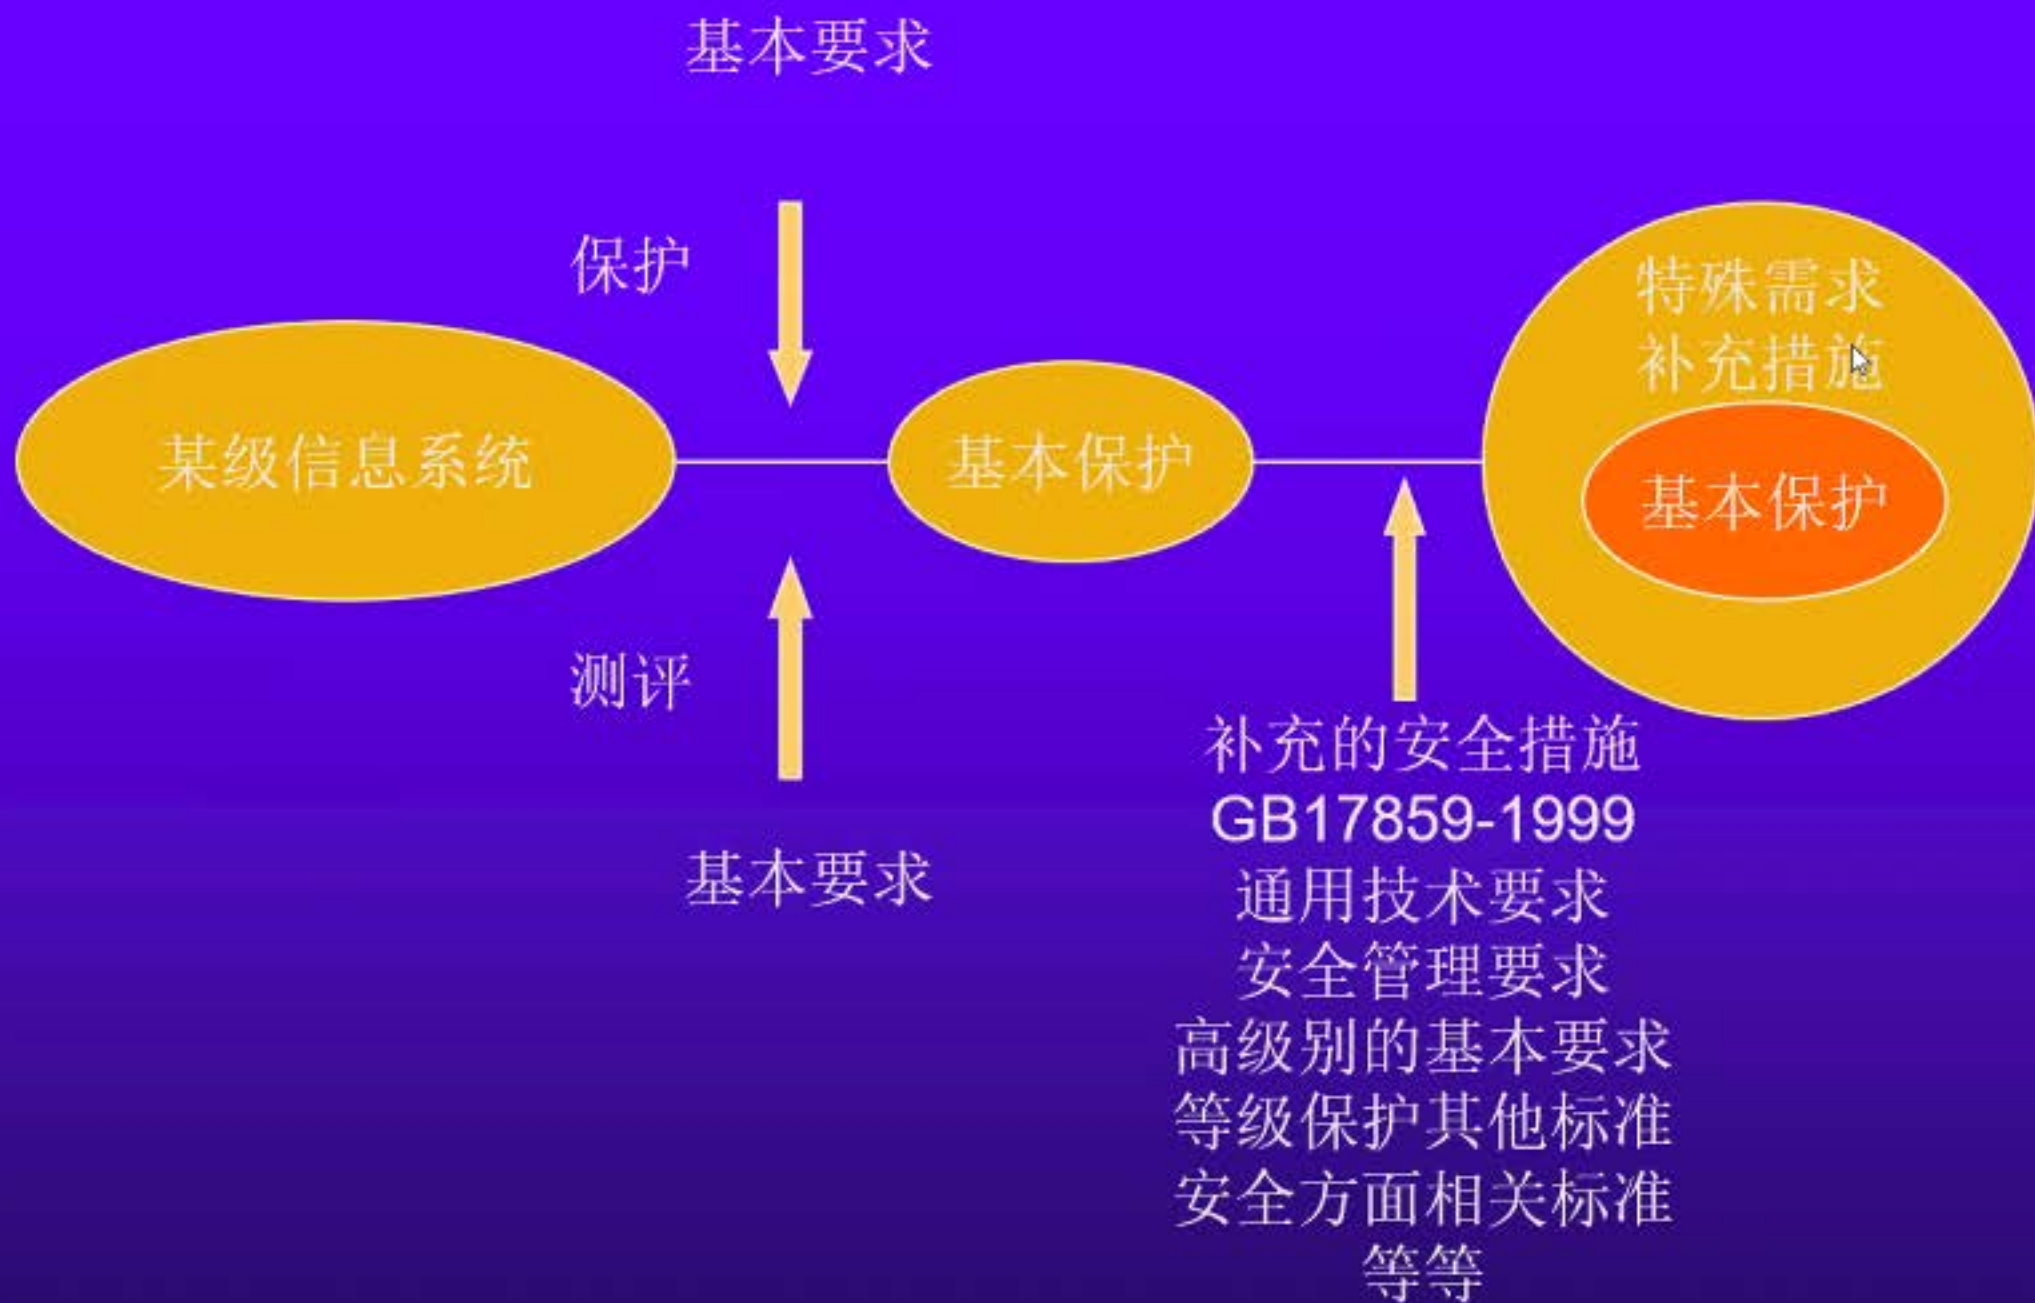 基本要求
保护
特殊需求
补充措施
某级信息系统
基本保护
基本保护
测评
基本要求
补充的安全措施
GB17859-1999
通用技术要求
安全管理要求
高级别的基本要求
等级保护其他标准
安全方面相关标准
等等